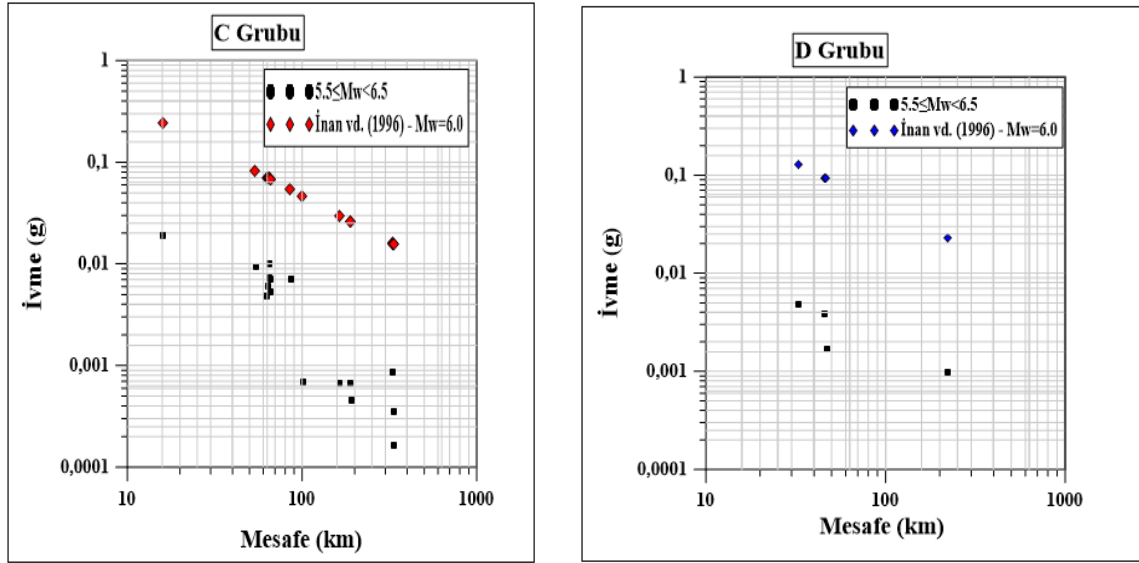 C Grubu
1
0,1
0,01
0,001
0,0001
10
100
1000
İvme (g)
Mesafe (km)
5.5≤Mw<6.5
İnan vd. (1996) - Mw=6.0
D Grubu
1
0,1
0,01
0,001
0,0001
10
100
1000
İvme (g)
Mesafe (km)
5.5≤Mw<6.5
İnan vd. (1996) - Mw=6.0